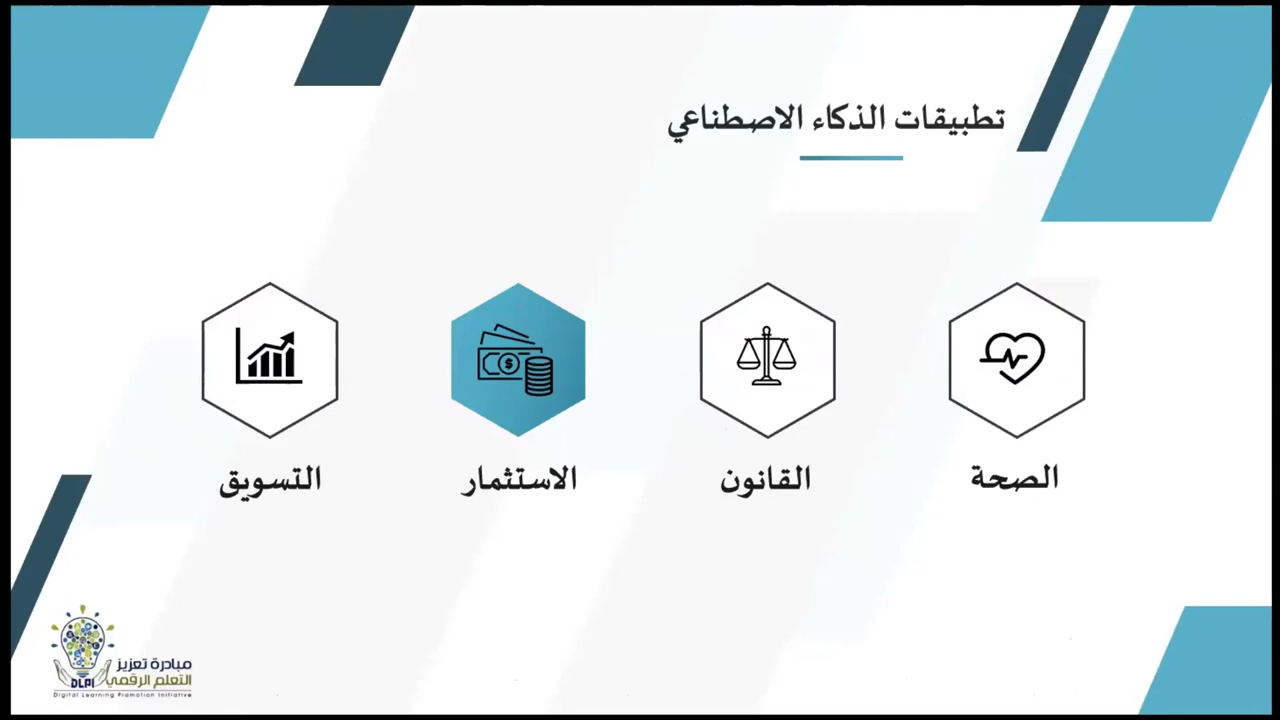 تطبيقات الذكاء الاصطناعي
الصحة
القانون
الاستثمار
التسويق
مبادرة تعزيز
التعلم الرقمي
DLPI
Digital Learning Promotion Initiative